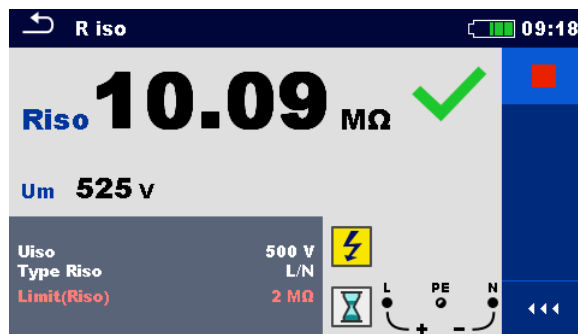 R iso 09:18
Riso 10.09 MΩ
Um 525 V
Uiso 500 V
Type Riso L/N
Limit(Riso) 2 MΩ
L PE N
+ -